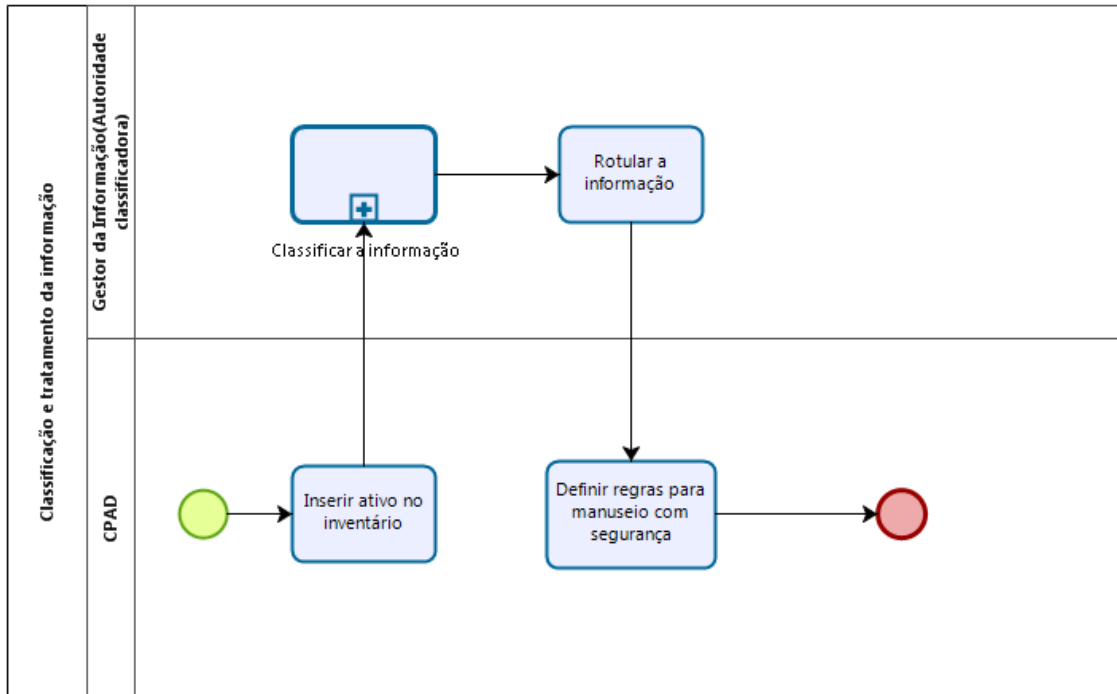 Classificação e tratamento da informação
Gestor da Informação(Autoridade
classificadora)
Classificar a informação
Rotular a
informação
CPAD
Inserir ativo no
inventário
Definir regras para
manuseio com
segurança